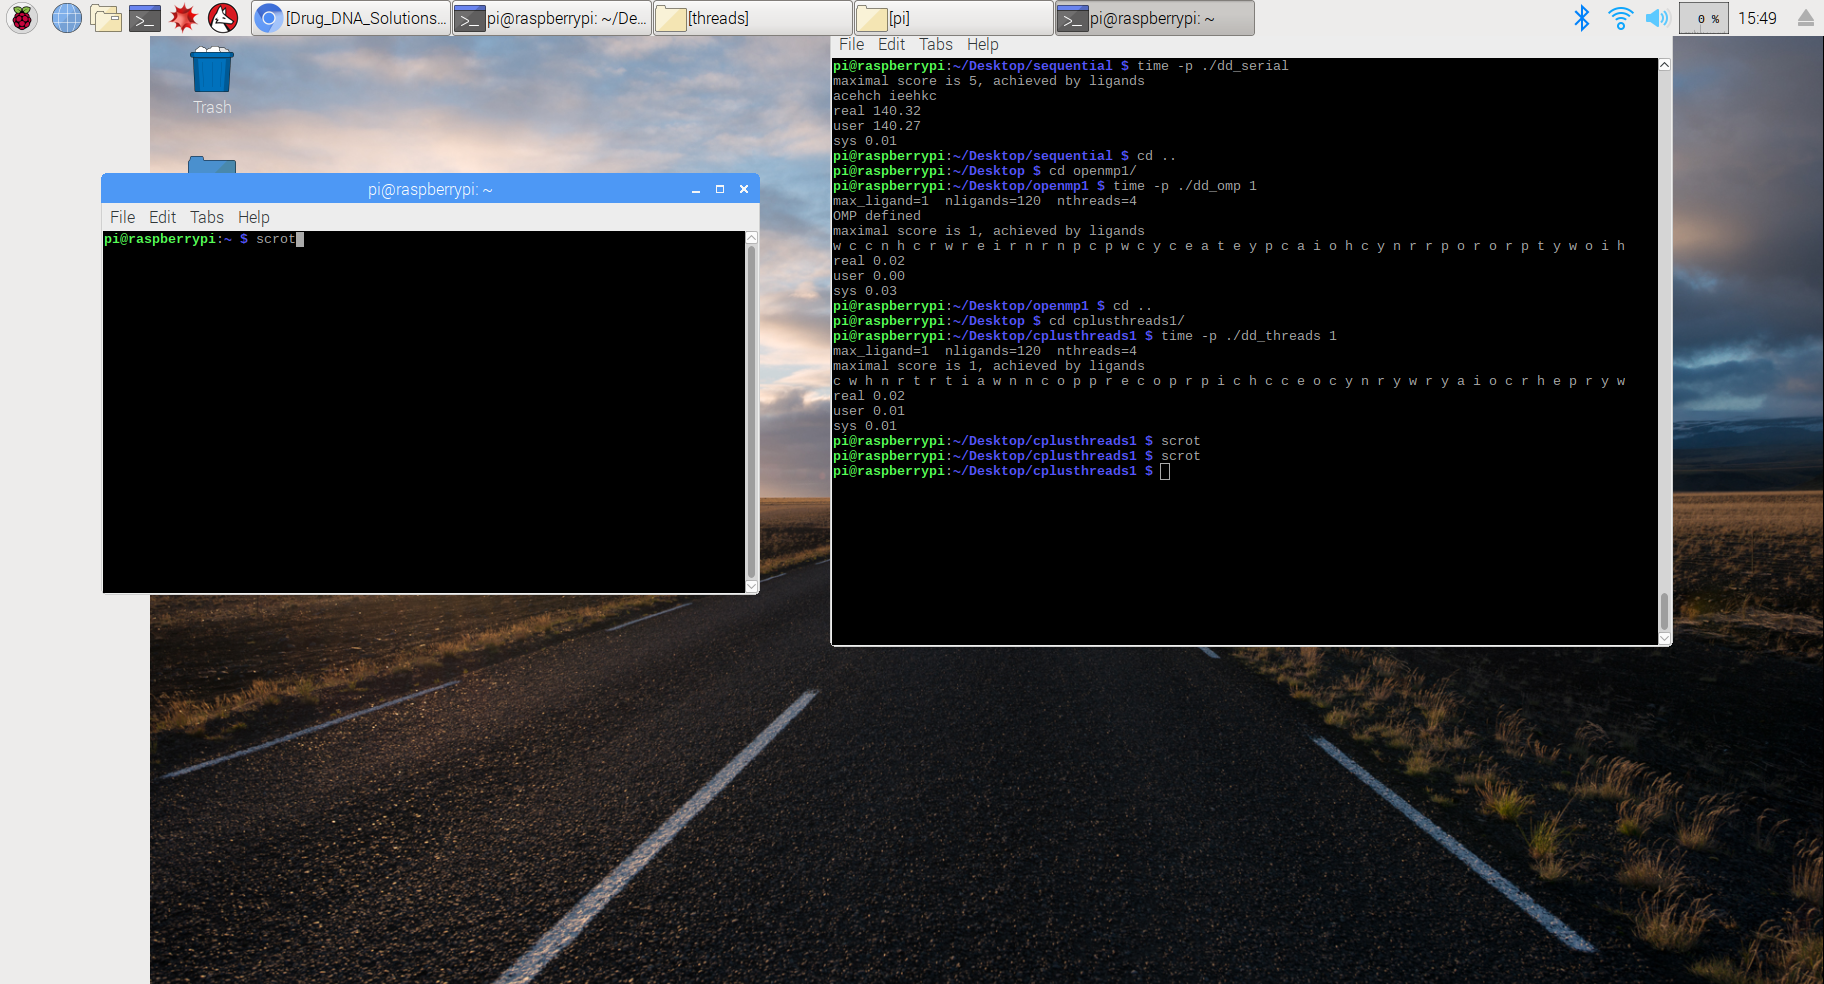 [Drug_DNA_Solutions... pi@raspberrypi: ~/De... [threads] [pi] pi@raspberrypi: ~ 0 % 15:49
Trash
pi@raspberrypi: ~
File Edit Tabs Help
pi@raspberrypi:~ $ scrot
File Edit Tabs Help
pi@raspberrypi:~/Desktop/sequential $ time -p ./dd_serial
maximal score is 5, achieved by ligands
acehch ieehkc
real 140.32
user 140.27
sys 0.01
pi@raspberrypi:~/Desktop/sequential $ cd ..
pi@raspberrypi:~/Desktop $ cd openmp1/
pi@raspberrypi:~/Desktop/openmp1 $ time -p ./dd_omp 1
max_ligand=1  nligands=120  nthreads=4
OMP defined
maximal score is 1, achieved by ligands
w c c n h c r w r e i r n r n p c p w c y c e a t e y p c a i o h c y n r r p o r o r p t y w o i h
real 0.02
user 0.00
sys 0.03
pi@raspberrypi:~/Desktop/openmp1 $ cd ..
pi@raspberrypi:~/Desktop $ cd cplusthreads1/
pi@raspberrypi:~/Desktop/cplusthreads1 $ time -p ./dd_threads 1
max_ligand=1  nligands=120  nthreads=4
maximal score is 1, achieved by ligands
c w h n r t r t i a w n n c o p p r e c o p r p i c h c c e o c y n r y w r y a i o c r h e p r y w
real 0.02
user 0.01
sys 0.01
pi@raspberrypi:~/Desktop/cplusthreads1 $ scrot
pi@raspberrypi:~/Desktop/cplusthreads1 $ scrot
pi@raspberrypi:~/Desktop/cplusthreads1 $